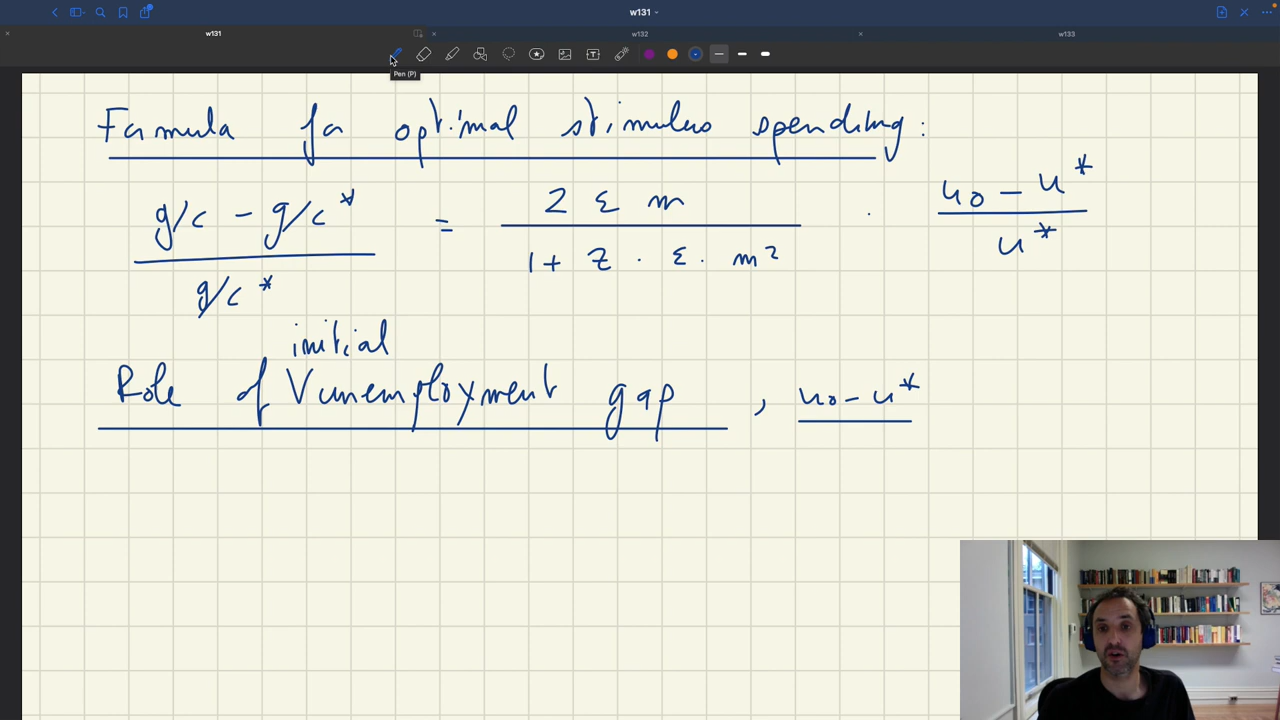 w131
w131
w132
w133
Pen (P)
Formula for optimal stimulus spending:
g/c - g/c* / g/c* = 2 ε m / 1 + z · ε · m² · u₀ - u* / u*
initial
Role of V unemployment gap, u₀ - u*